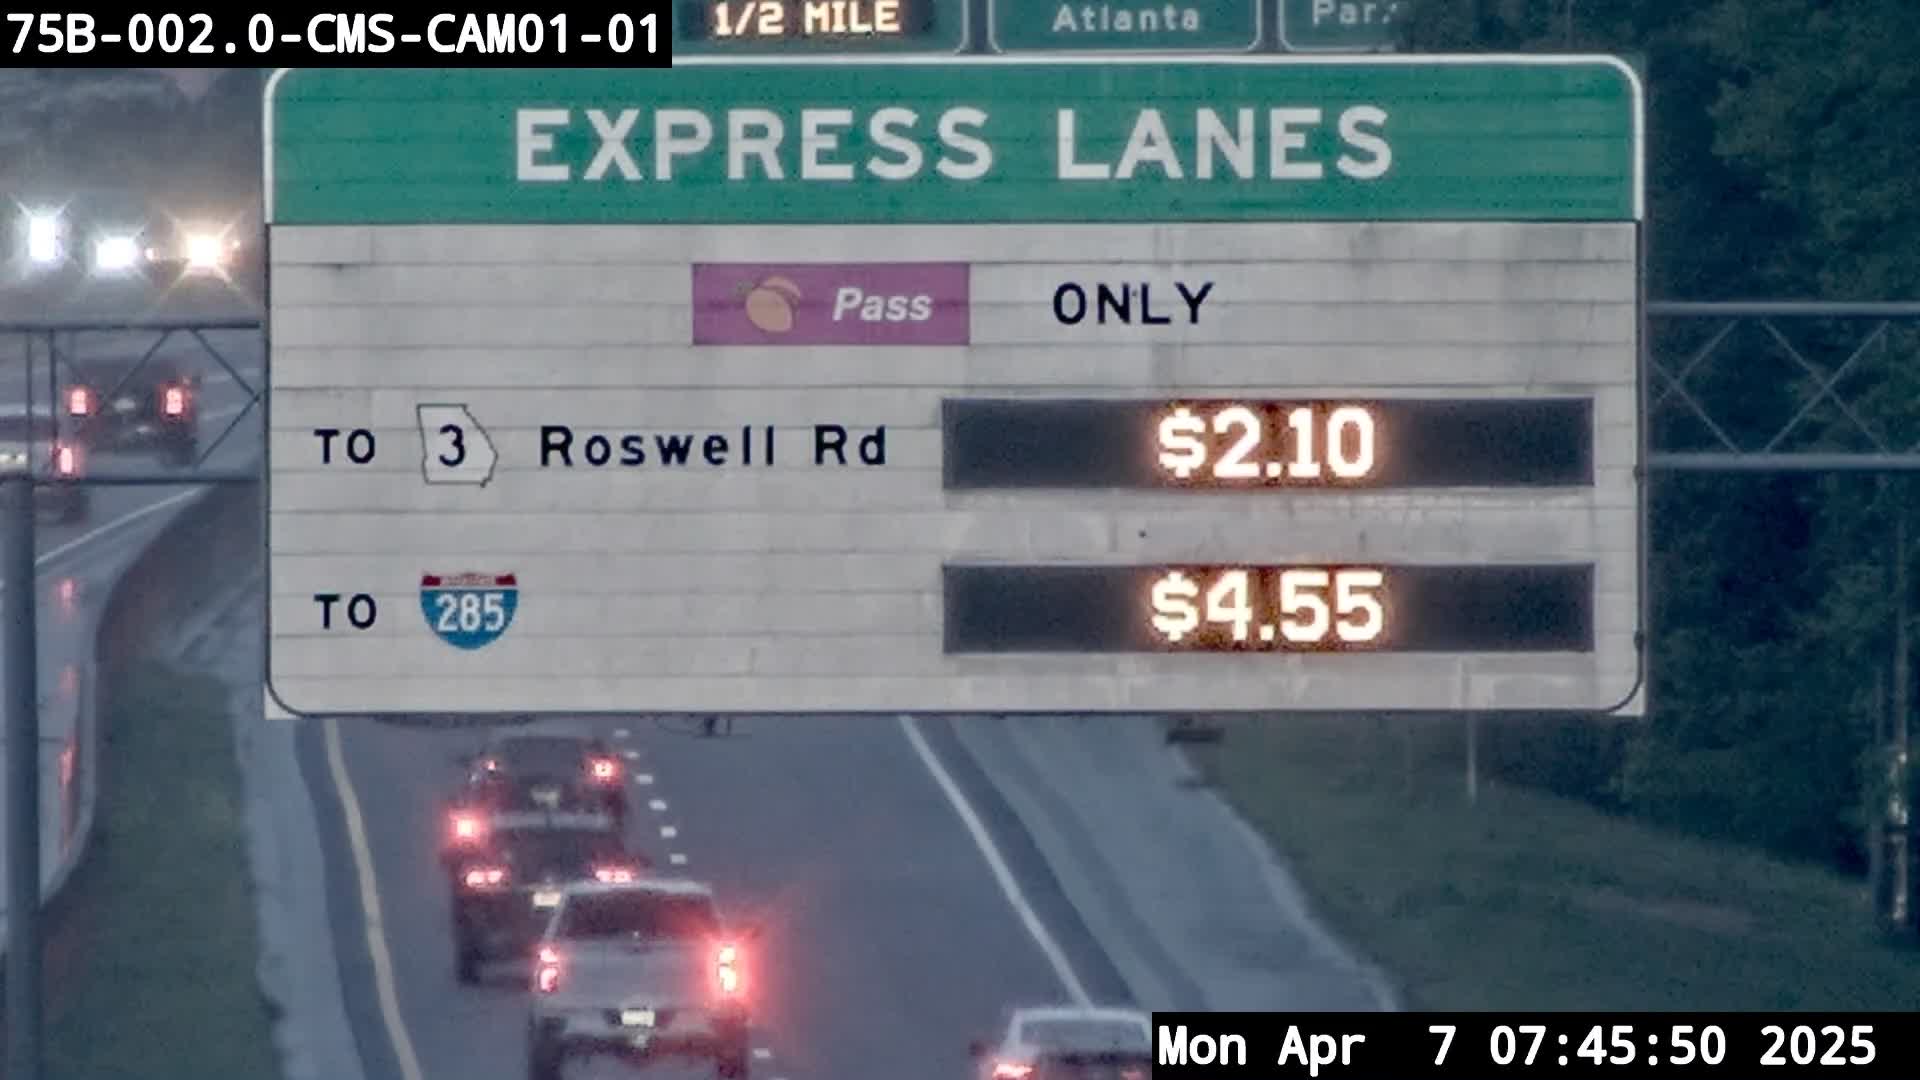 75B-002.0-CMS-CAM01-01
1/2 MILE
Atlanta
EXPRESS LANES
Pass ONLY
TO 3 Roswell Rd $2.10
TO 285 $4.55
Mon Apr 7 07:45:50 2025